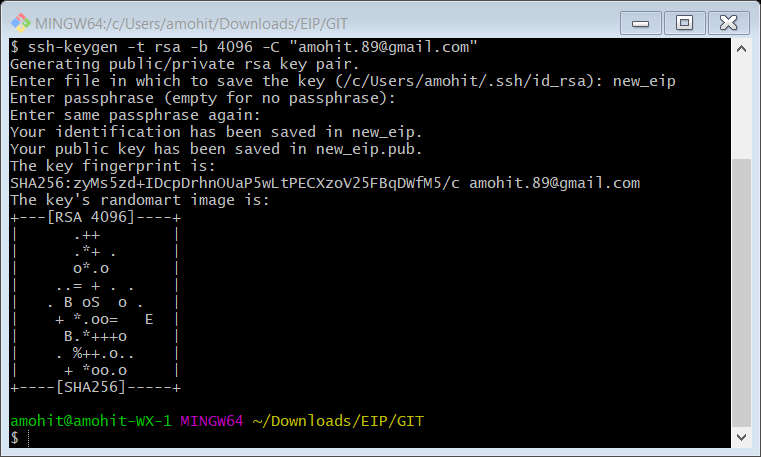 MINGW64:/c/Users/amohit/Downloads/EIP/GIT
$ ssh-keygen -t rsa -b 4096 -C "amohit.89@gmail.com"
Generating public/private rsa key pair.
Enter file in which to save the key (/c/Users/amohit/.ssh/id_rsa): new_eip
Enter passphrase (empty for no passphrase):
Enter same passphrase again:
Your identification has been saved in new_eip.
Your public key has been saved in new_eip.pub.
The key fingerprint is:
SHA256:zyMs5zd+IDcpDrhnOUaP5wLtPECXzoV25FBqDWfM5/c amohit.89@gmail.com
The key's randomart image is:
+---[RSA 4096]----+
|      .++        |
|      .*+ .      |
|      o*.o       |
|    ..= + . .    |
|   . B oS  o .   |
|    + *.oo=   E  |
|     B.*+++o     |
|    . %++.o..    |
|     + *oo.o     |
+----[SHA256]-----+
amohit@amohit-WX-1 MINGW64 ~/Downloads/EIP/GIT
$